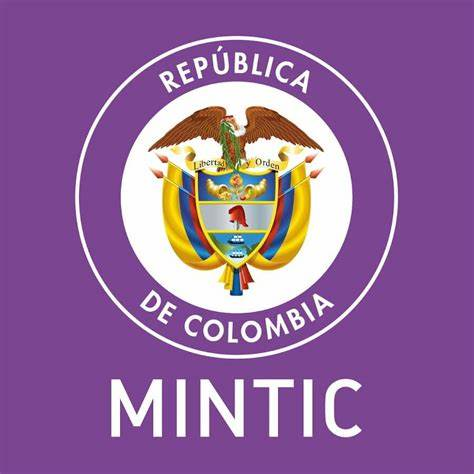 REPÚBLICA
Libertad y Orden
DE COLOMBIA
MINTIC